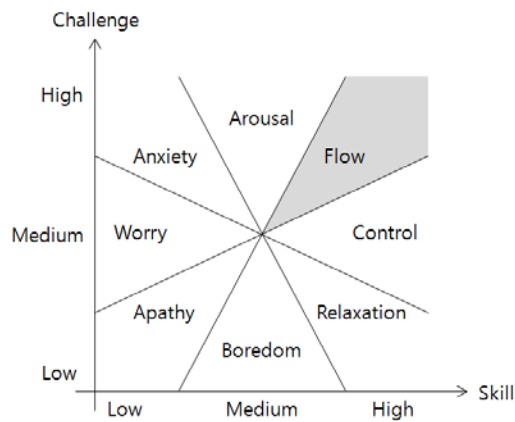 Challenge
High
Arousal
Anxiety
Flow
Medium
Worry
Control
Apathy
Relaxation
Boredom
Low
Skill
Low
Medium
High